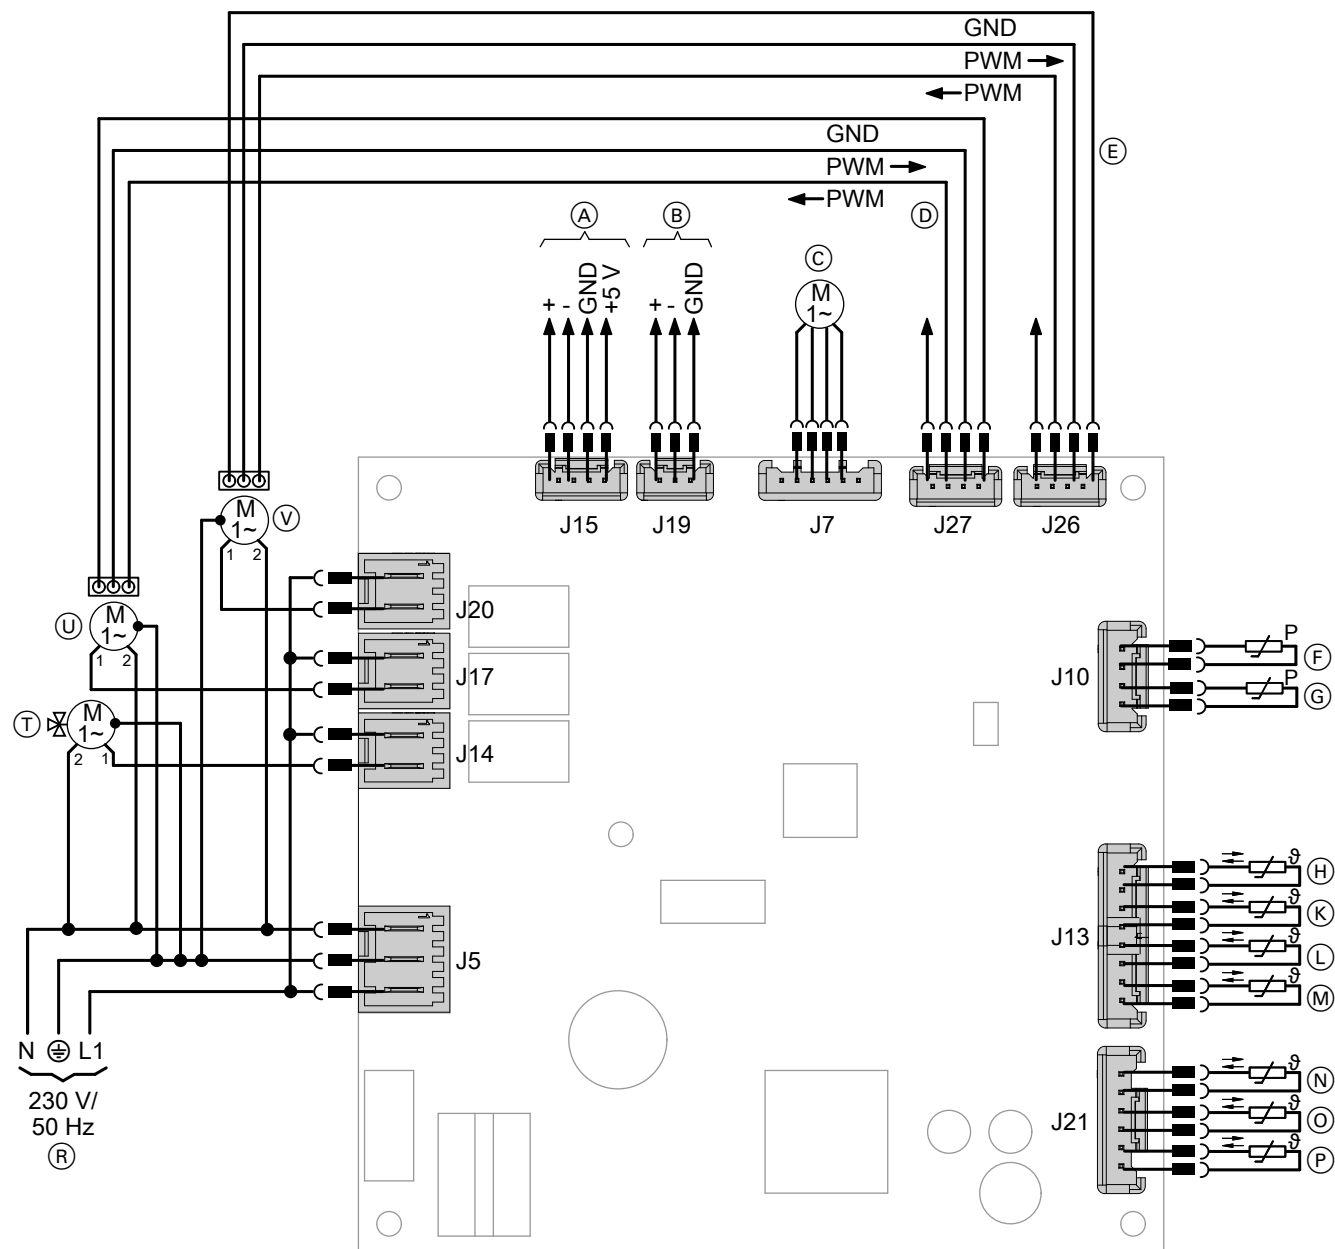 GND
PWM
PWM
GND
PWM
PWM
E
A
B
D
C
+
-
GND
+5 V
+
-
GND
M
1~
J15
J19
J7
J27
J26
M
1~
V
1
2
J20
U
M
1~
1
2
J17
T
M
1~
2
1
J14
J10
P
F
P
G
J13
ϑ
H
ϑ
K
ϑ
L
ϑ
M
J5
N
L1
230 V/
50 Hz
R
J21
ϑ
N
ϑ
O
ϑ
P